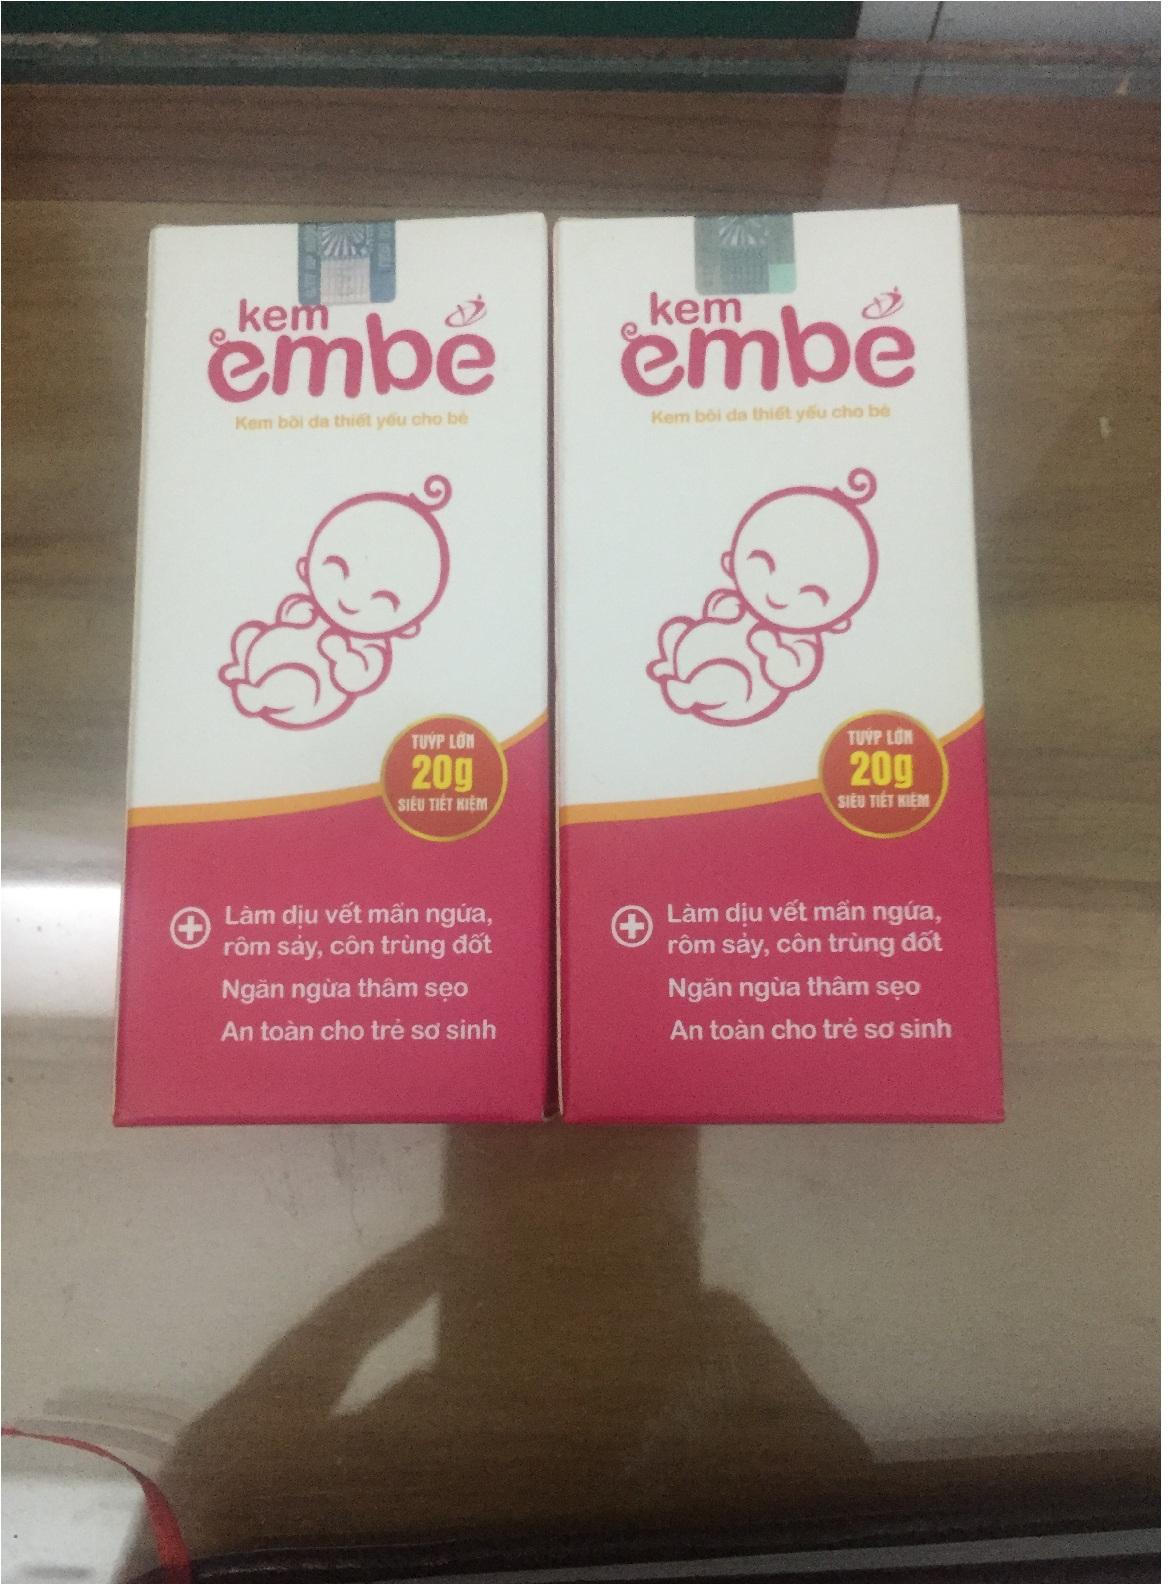 kem
embé
Kem bôi da thiết yếu cho bé
TUÝP LỚN
20g
SIÊU TIẾT KIỆM
Làm dịu vết mẩn ngứa,
rôm sảy, côn trùng đốt
Ngăn ngừa thâm sẹo
An toàn cho trẻ sơ sinh
kem
embé
Kem bôi da thiết yếu cho bé
TUÝP LỚN
20g
SIÊU TIẾT KIỆM
Làm dịu vết mẩn ngứa,
rôm sảy, côn trùng đốt
Ngăn ngừa thâm sẹo
An toàn cho trẻ sơ sinh